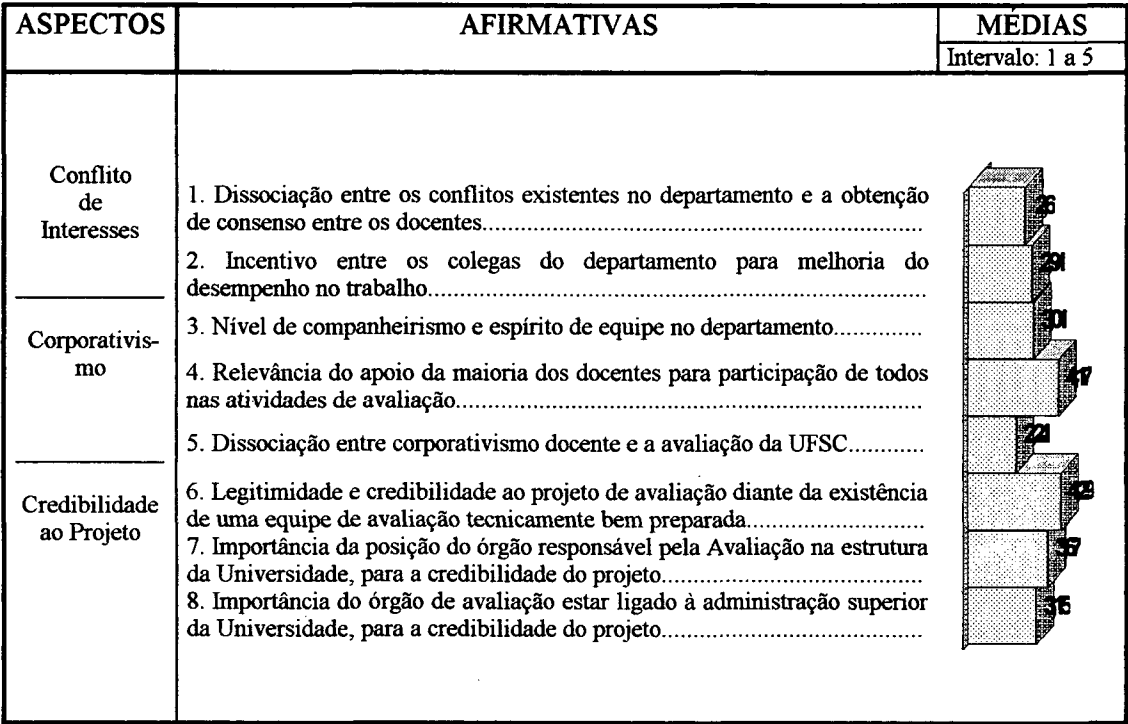 ASPECTOS
AFIRMATIVAS
MÉDIAS
Intervalo: 1 a 5
Conflito
de
Interesses
1. Dissociação entre os conflitos existentes no departamento e a obtenção
de consenso entre os docentes
2. Incentivo entre os colegas do departamento para melhoria do
desempenho no trabalho
Corporativis-
mo
3. Nível de companheirismo e espírito de equipe no departamento
4. Relevância do apoio da maioria dos docentes para participação de todos
nas atividades de avaliação
5. Dissociação entre corporativismo docente e a avaliação da UFSC
Credibilidade
ao Projeto
6. Legitimidade e credibilidade ao projeto de avaliação diante da existência
de uma equipe de avaliação tecnicamente bem preparada
7. Importância da posição do órgão responsável pela Avaliação na estrutura
da Universidade, para a credibilidade do projeto
8. Importância do órgão de avaliação estar ligado à administração superior
da Universidade, para a credibilidade do projeto